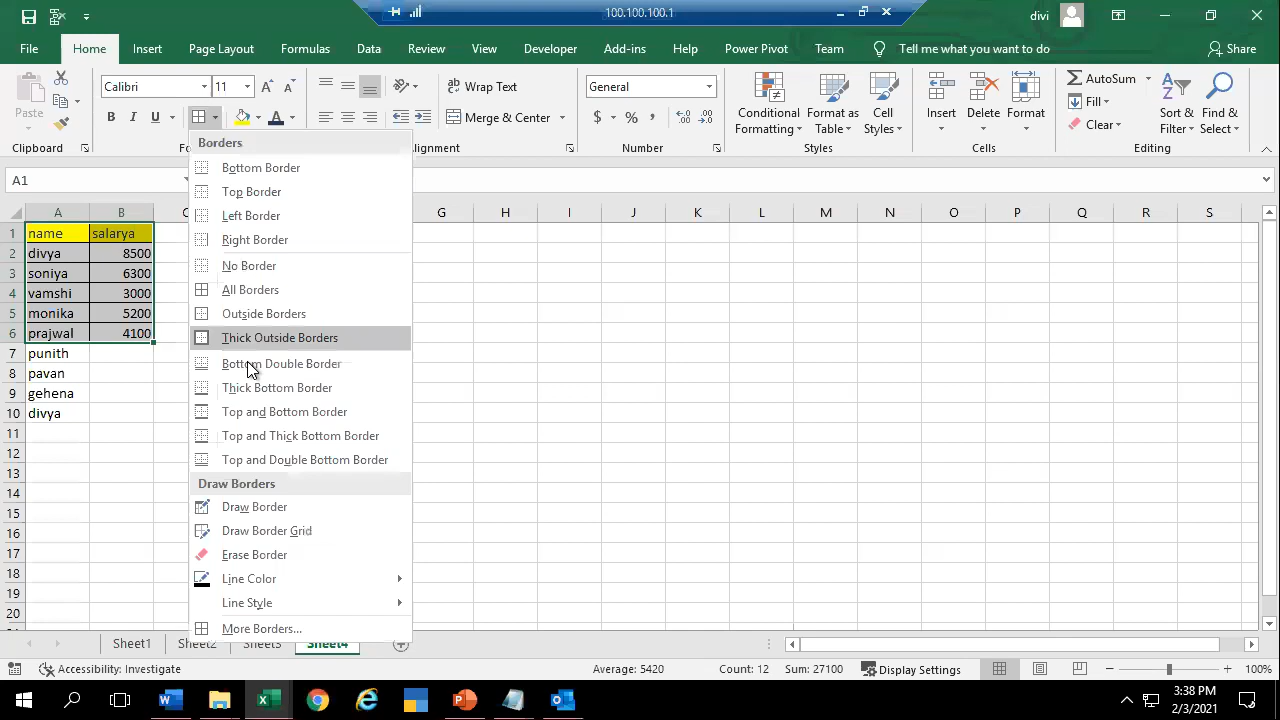 100.100.100.1
divi
File Home Insert Page Layout Formulas Data Review View Developer Add-ins Help Power Pivot Team Tell me what you want to do Share
Paste
Calibri 11
B I U A
Wrap Text
Merge & Center
General
$ % ,
Conditional Formatting
Format as Table
Cell Styles
Insert Delete Format
AutoSum
Fill
Clear
Sort & Filter
Find & Select
Clipboard Number Styles Cells Editing
A1
A B G H I J K L M N O P Q R S
1 name salarya
2 divya 8500
3 soniya 6300
4 vamshi 3000
5 monika 5200
6 prajwal 4100
7 punith
8 pavan
9 gehena
10 divya
11
12
13
14
15
16
17
18
19
20
Borders
Bottom Border
Top Border
Left Border
Right Border
No Border
All Borders
Outside Borders
Thick Outside Borders
Bottom Double Border
Thick Bottom Border
Top and Bottom Border
Top and Thick Bottom Border
Top and Double Bottom Border
Draw Borders
Draw Border
Draw Border Grid
Erase Border
Line Color
Line Style
More Borders...
Sheet1 Sheet2 Sheet3 Sheet4
Accessibility: Investigate Average: 5420 Count: 12 Sum: 27100 Display Settings 100%
3:38 PM
2/3/2021